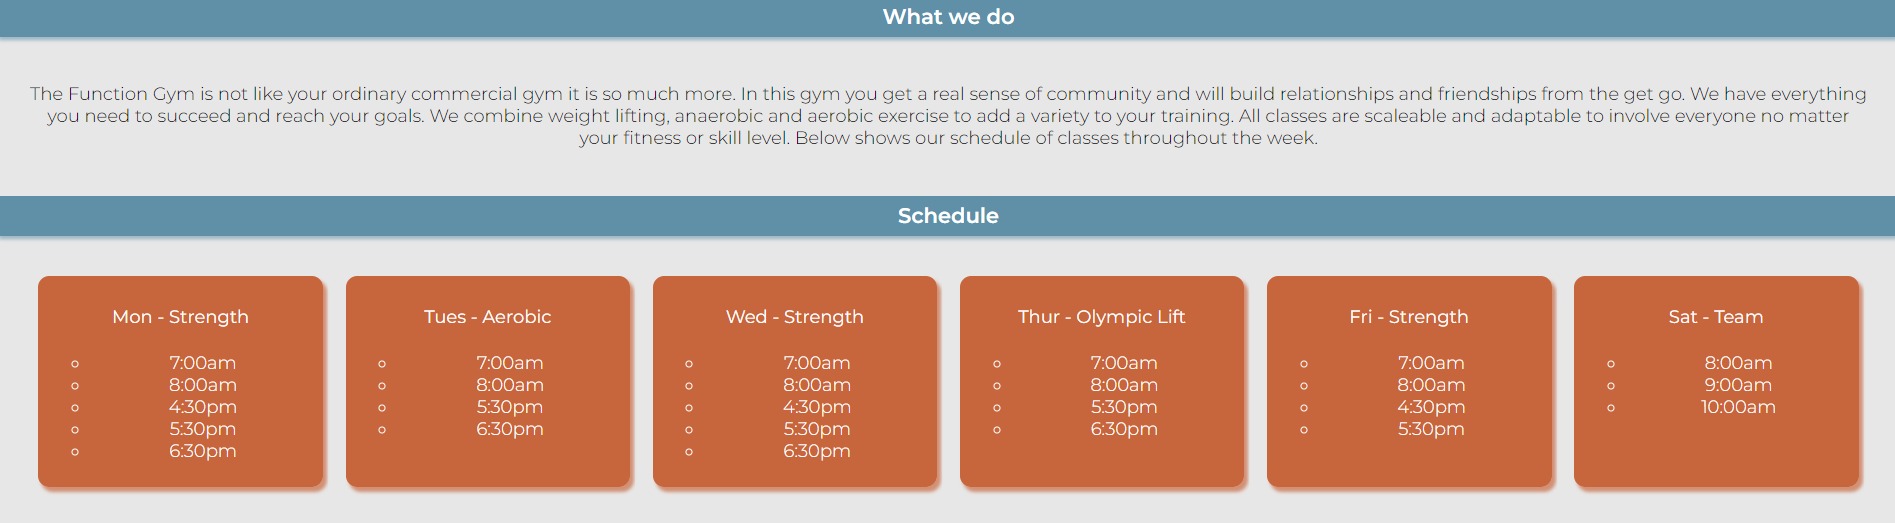 What we do
The Function Gym is not like your ordinary commercial gym it is so much more. In this gym you get a real sense of community and will build relationships and friendships from the get go. We have everything
you need to succeed and reach your goals. We combine weight lifting, anaerobic and aerobic exercise to add a variety to your training. All classes are scaleable and adaptable to involve everyone no matter
your fitness or skill level. Below shows our schedule of classes throughout the week.
Schedule
Mon - Strength
7:00am
8:00am
4:30pm
5:30pm
6:30pm
Tues - Aerobic
7:00am
8:00am
5:30pm
6:30pm
Wed - Strength
7:00am
8:00am
4:30pm
5:30pm
6:30pm
Thur - Olympic Lift
7:00am
8:00am
5:30pm
6:30pm
Fri - Strength
7:00am
8:00am
4:30pm
5:30pm
Sat - Team
8:00am
9:00am
10:00am